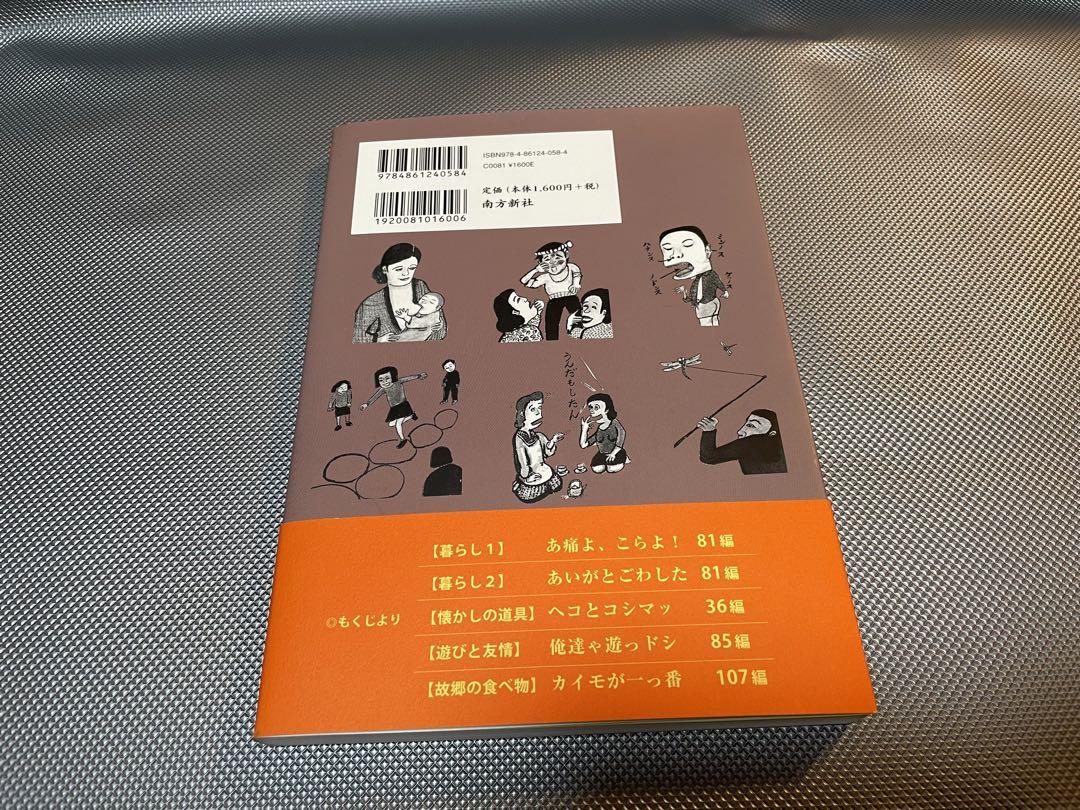 ISBN978-4-86124-058-4
C0081 ¥1600E
9784861240584
定価（本体1,600円＋税）
南方新社
1920081016006
うんだもしたん
◎もくじより
【暮らし１】 あ痛よ、こらよ！ 81編
【暮らし２】 あいがとごわした 81編
【懐かしの道具】 ヘコとコシマッ 36編
【遊びと友情】 俺達ゃ遊っドシ 85編
【故郷の食べ物】 カイモが一っ番 107編